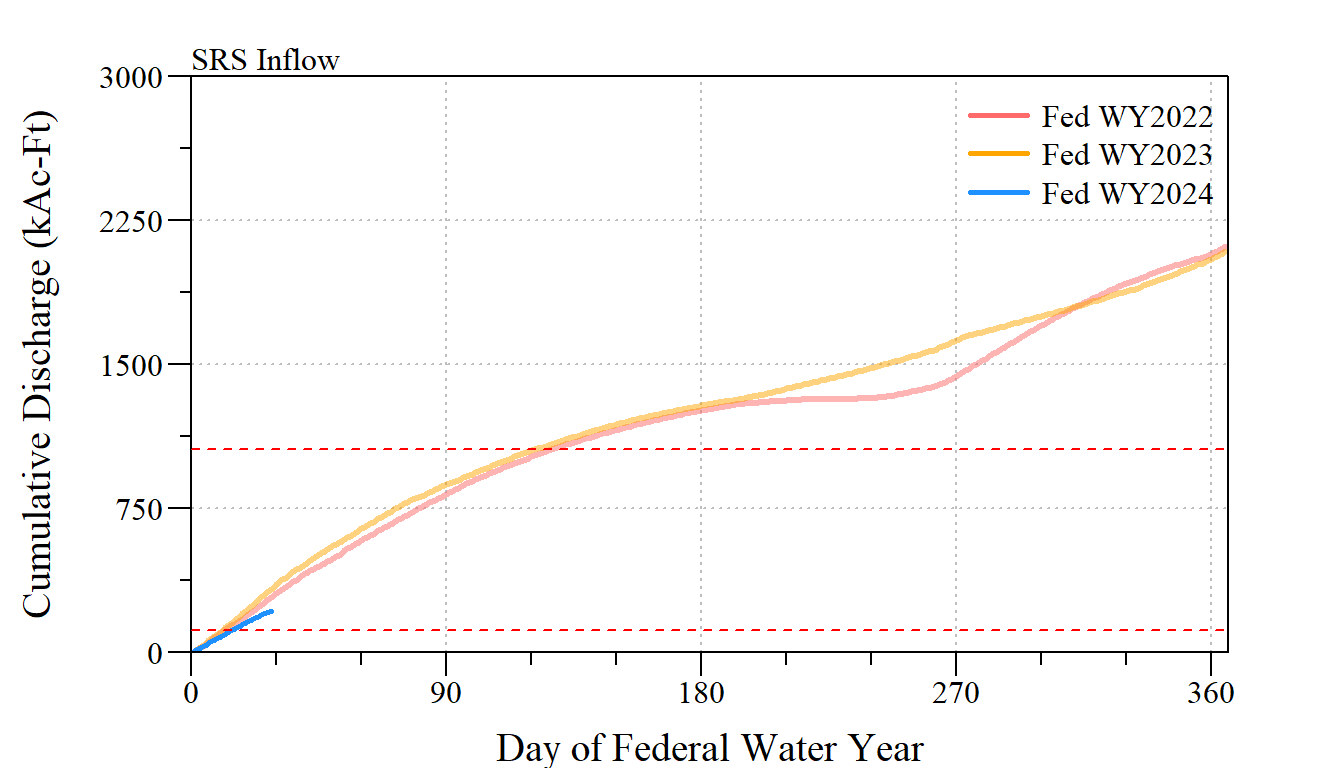 SRS Inflow
3000
2250
1500
750
0
Cumulative Discharge (kAc-Ft)
Fed WY2022
Fed WY2023
Fed WY2024
0 90 180 270 360
Day of Federal Water Year